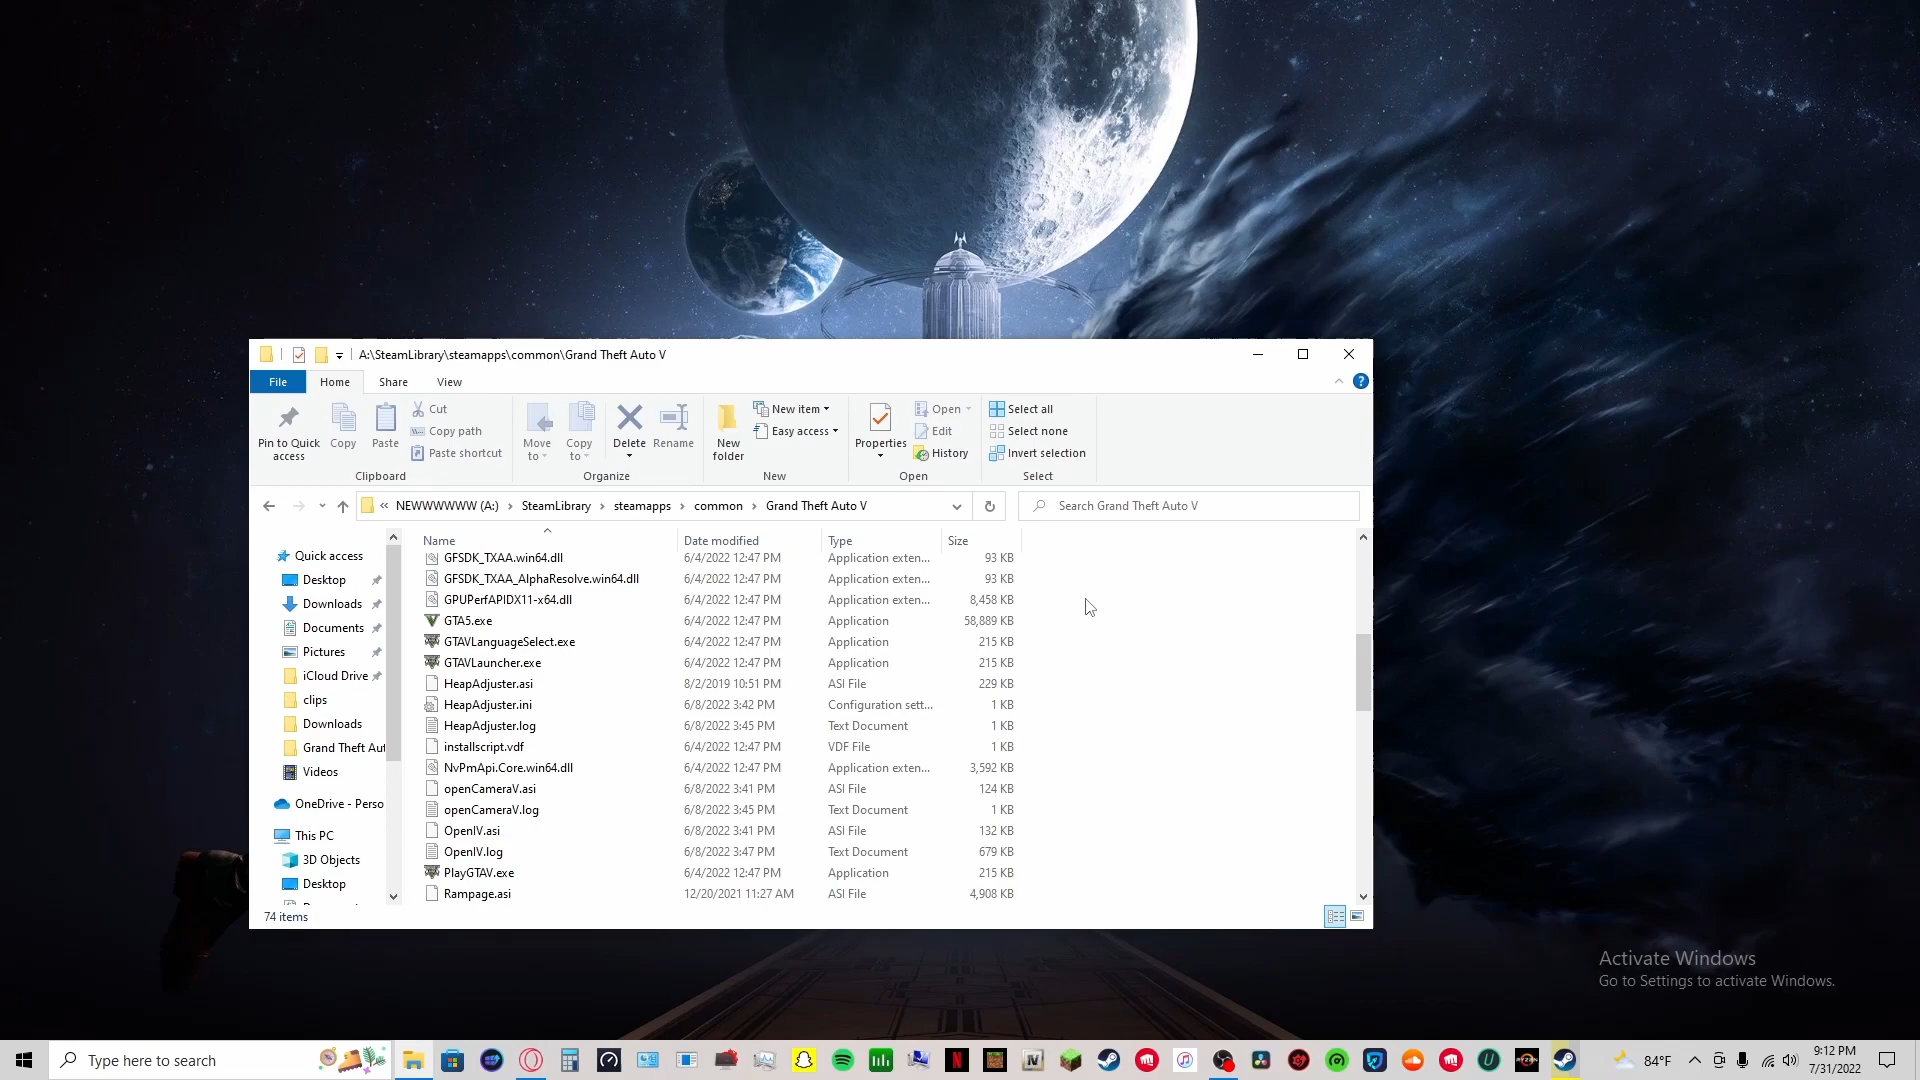 A:\SteamLibrary\steamapps\common\Grand Theft Auto V
File Home Share View
Pin to Quick access
Copy
Paste
Cut
Copy path
Paste shortcut
Clipboard
Move to
Copy to
Delete
Rename
Organize
New folder
New item
Easy access
New
Properties
Open
Edit
History
Open
Select all
Select none
Invert selection
Select
« NEWWWWWW (A:) › SteamLibrary › steamapps › common › Grand Theft Auto V
Search Grand Theft Auto V
Quick access
Desktop
Downloads
Documents
Pictures
iCloud Drive
clips
Downloads
Grand Theft Aut
Videos
OneDrive - Perso
This PC
3D Objects
Desktop
Name Date modified Type Size
GFSDK_TXAA.win64.dll 6/4/2022 12:47 PM Application exten... 93 KB
GFSDK_TXAA_AlphaResolve.win64.dll 6/4/2022 12:47 PM Application exten... 93 KB
GPUPerfAPIDX11-x64.dll 6/4/2022 12:47 PM Application exten... 8,458 KB
GTA5.exe 6/4/2022 12:47 PM Application 58,889 KB
GTAVLanguageSelect.exe 6/4/2022 12:47 PM Application 215 KB
GTAVLauncher.exe 6/4/2022 12:47 PM Application 215 KB
HeapAdjuster.asi 8/2/2019 10:51 PM ASI File 229 KB
HeapAdjuster.ini 6/8/2022 3:42 PM Configuration sett... 1 KB
HeapAdjuster.log 6/8/2022 3:45 PM Text Document 1 KB
installscript.vdf 6/4/2022 12:47 PM VDF File 1 KB
NvPmApi.Core.win64.dll 6/4/2022 12:47 PM Application exten... 3,592 KB
openCameraV.asi 6/8/2022 3:41 PM ASI File 124 KB
openCameraV.log 6/8/2022 3:45 PM Text Document 1 KB
OpenIV.asi 6/8/2022 3:41 PM ASI File 132 KB
OpenIV.log 6/8/2022 3:47 PM Text Document 679 KB
PlayGTAV.exe 6/4/2022 12:47 PM Application 215 KB
Rampage.asi 12/20/2021 11:27 AM ASI File 4,908 KB
74 items
Activate Windows
Go to Settings to activate Windows.
Type here to search
84°F
9:12 PM
7/31/2022